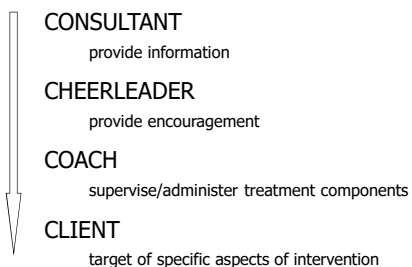 CONSULTANT
provide information
CHEERLEADER
provide encouragement
COACH
supervise/administer treatment components
CLIENT
target of specific aspects of intervention